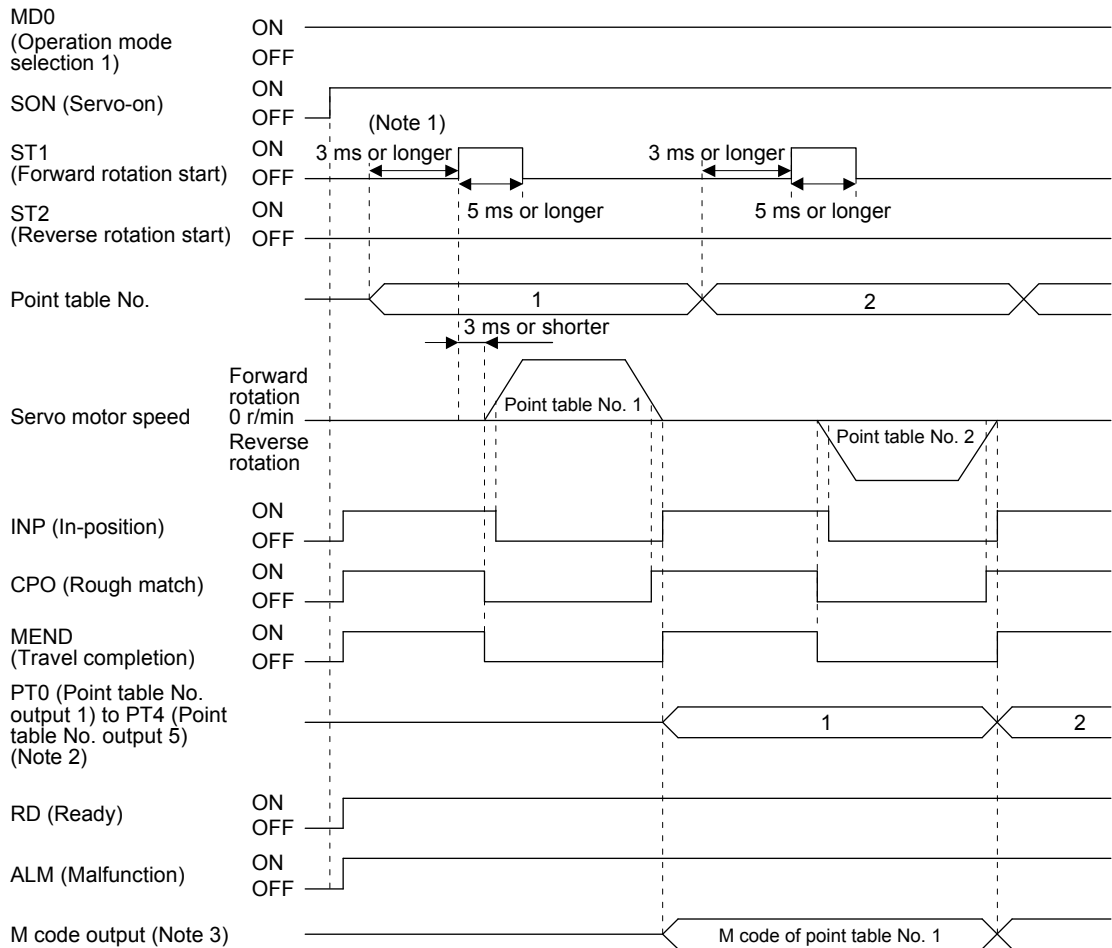 MD0
(Operation mode
selection 1)
ON
OFF
SON (Servo-on)
ON
OFF
ST1
(Forward rotation start)
ON
OFF
(Note 1)
3 ms or longer
5 ms or longer
3 ms or longer
5 ms or longer
ST2
(Reverse rotation start)
ON
OFF
Point table No.
1
2
3 ms or shorter
Servo motor speed
Forward
rotation
0 r/min
Reverse
rotation
Point table No. 1
Point table No. 2
INP (In-position)
ON
OFF
CPO (Rough match)
ON
OFF
MEND
(Travel completion)
ON
OFF
PT0 (Point table No.
output 1) to PT4 (Point
table No. output 5)
(Note 2)
1
2
RD (Ready)
ON
OFF
ALM (Malfunction)
ON
OFF
M code output (Note 3)
M code of point table No. 1